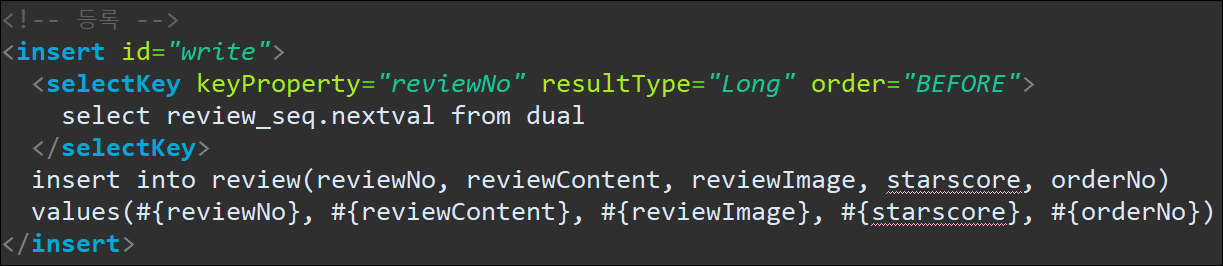 <!-- 등록 -->
<insert id="write">
<selectKey keyProperty="reviewNo" resultType="Long" order="BEFORE">
select review_seq.nextval from dual
</selectKey>
insert into review(reviewNo, reviewContent, reviewImage, starscore, orderNo)
values(#{reviewNo}, #{reviewContent}, #{reviewImage}, #{starscore}, #{orderNo})
</insert>